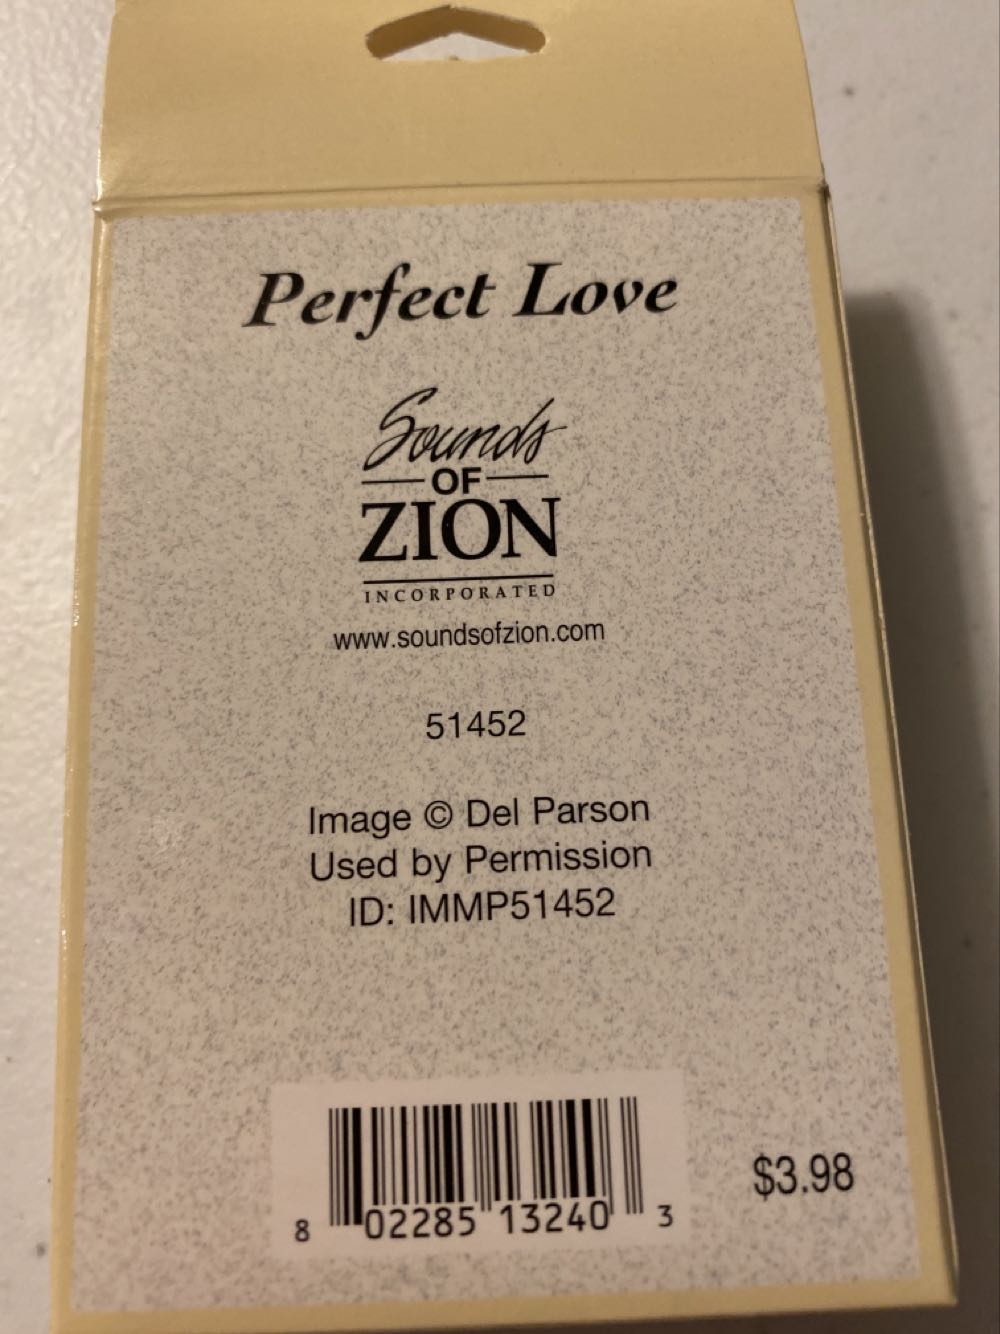 Perfect Love
Sounds
OF
ZION
INCORPORATED
www.soundsofzion.com
51452
Image © Del Parson
Used by Permission
ID: IMMP51452
$3.98
8 02285 13240 3